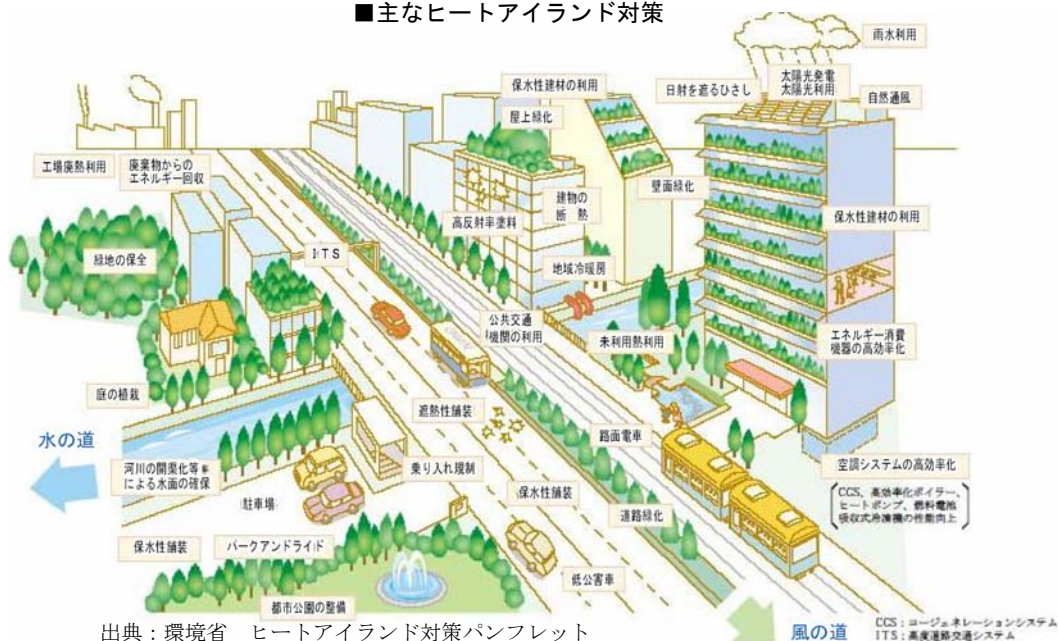 ■主なヒートアイランド対策
雨水利用
保水性建材の利用
日射を遮るひさし
太陽光発電
太陽光利用
自然通風
屋上緑化
工場廃熱利用
廃棄物からの
エネルギー回収
壁面緑化
建物の
断 熱
高反射率塗料
保水性建材の利用
緑地の保全
ITS
地域冷暖房
公共交通
機関の利用
未利用熱利用
エネルギー消費
機器の高効率化
庭の植栽
遮熱性舗装
水の道
路面電車
河川の開渠化等
による水面の確保
乗り入れ規制
空調システムの高効率化
駐車場
保水性舗装
CGS、高効率化ボイラー、
ヒートポンプ、燃料電池
吸収式冷凍機の性能向上
道路緑化
保水性舗装
パークアンドライド
低公害車
都市公園の整備
出典：環境省 ヒートアイランド対策パンフレット
風の道
CGS：コージェネレーションシステム
ITS：高度道路交通システム